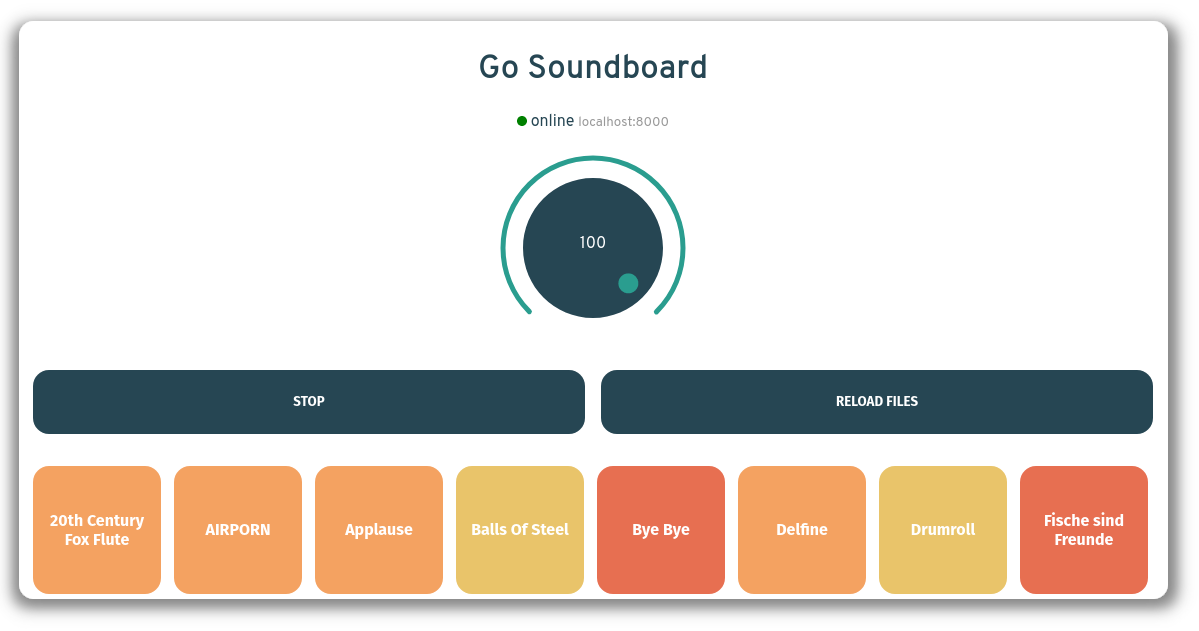 Go Soundboard
online localhost:8000
100
STOP
RELOAD FILES
20th Century
Fox Flute
AIRPORN
Applause
Balls Of Steel
Bye Bye
Delfine
Drumroll
Fische sind
Freunde